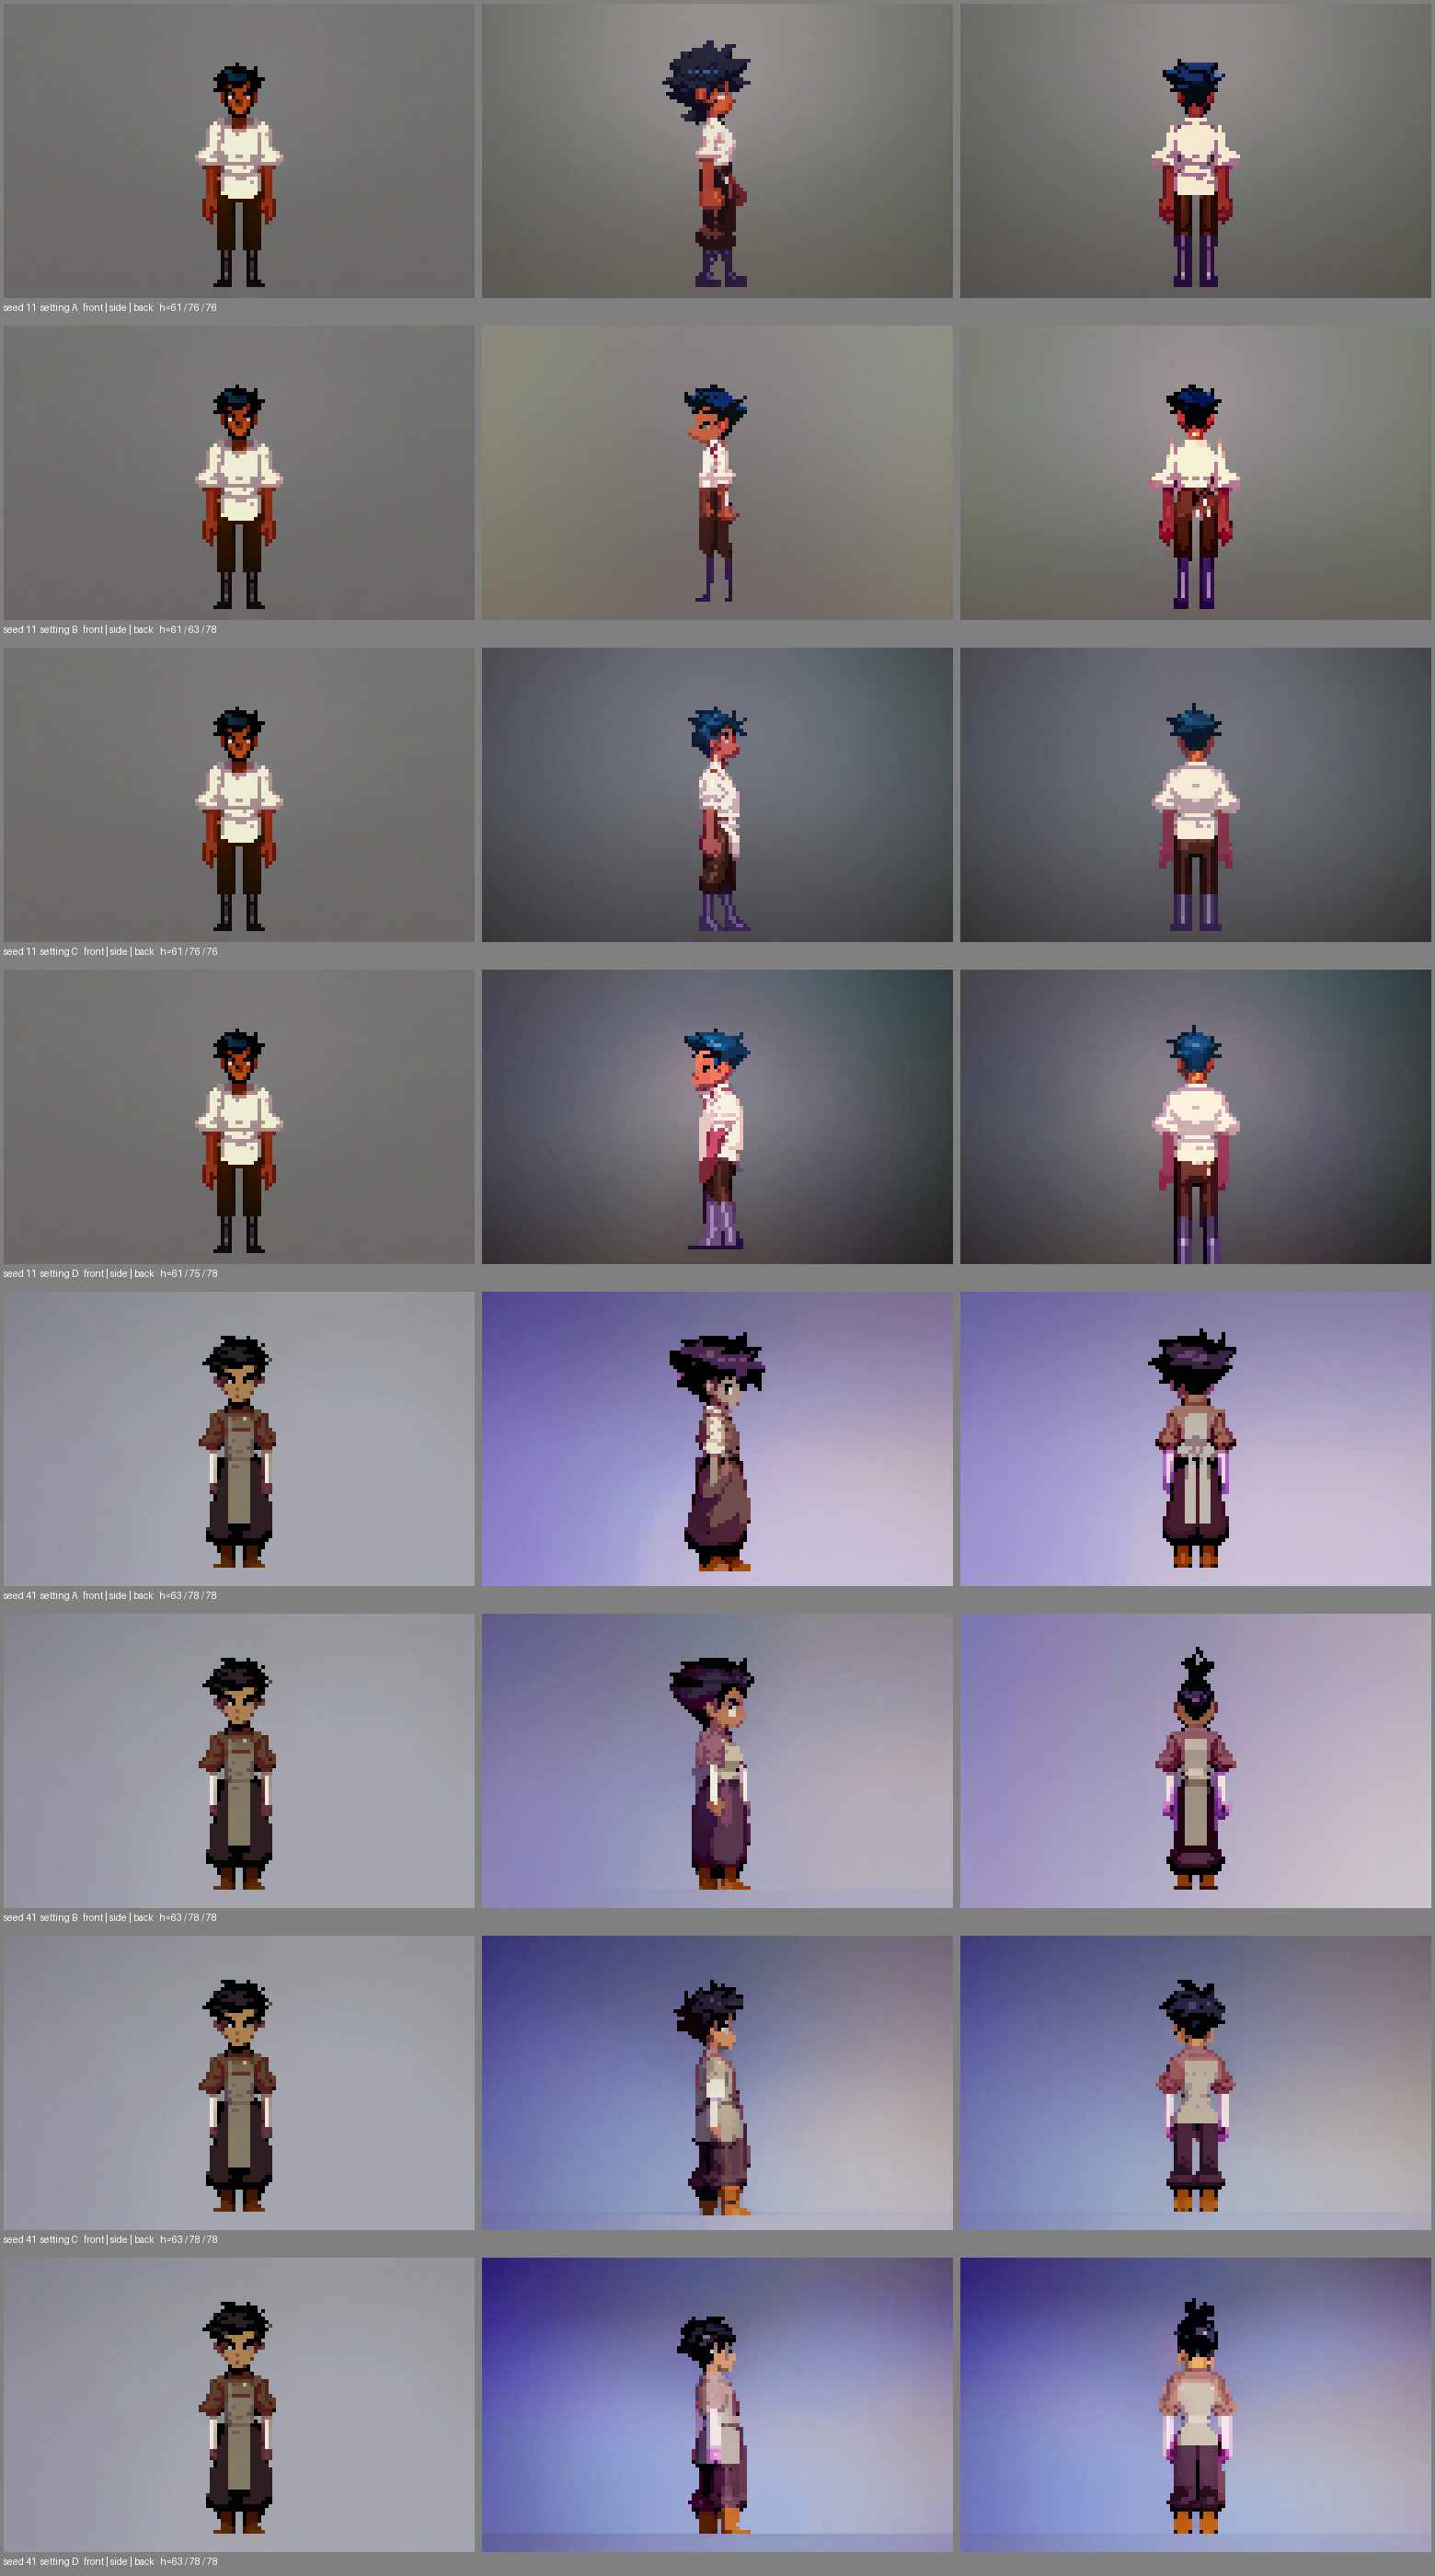 seed 11 setting A front | side | back h=61 / 76 / 76
seed 11 setting B front | side | back h=61 / 63 / 78
seed 11 setting C front | side | back h=61 / 76 / 76
seed 11 setting D front | side | back h=61 / 75 / 78
seed 41 setting A front | side | back h=63 / 78 / 78
seed 41 setting B front | side | back h=63 / 78 / 78
seed 41 setting C front | side | back h=63 / 78 / 78
seed 41 setting D front | side | back h=63 / 78 / 78